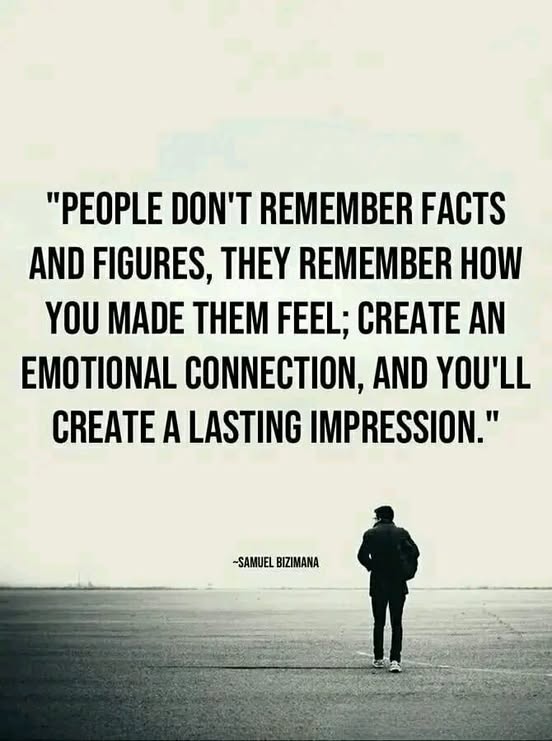 "PEOPLE DON'T REMEMBER FACTS
AND FIGURES, THEY REMEMBER HOW
YOU MADE THEM FEEL; CREATE AN
EMOTIONAL CONNECTION, AND YOU'LL
CREATE A LASTING IMPRESSION."
~SAMUEL BIZIMANA